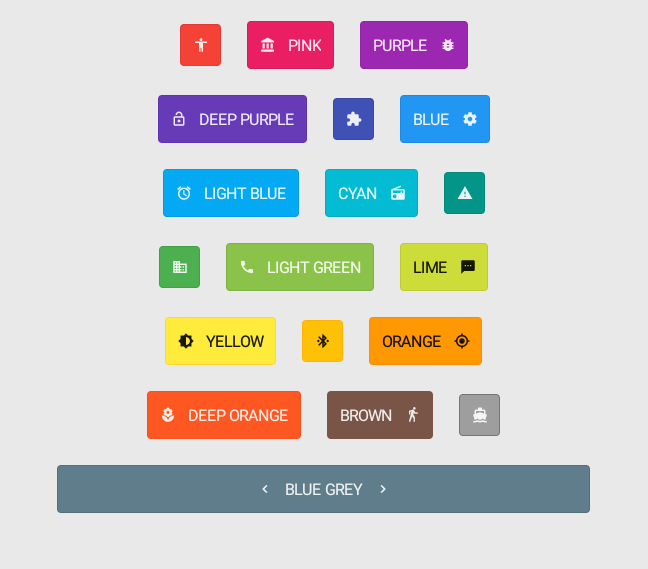 PINK PURPLE
DEEP PURPLE BLUE
LIGHT BLUE CYAN
LIGHT GREEN LIME
YELLOW ORANGE
DEEP ORANGE BROWN
BLUE GREY